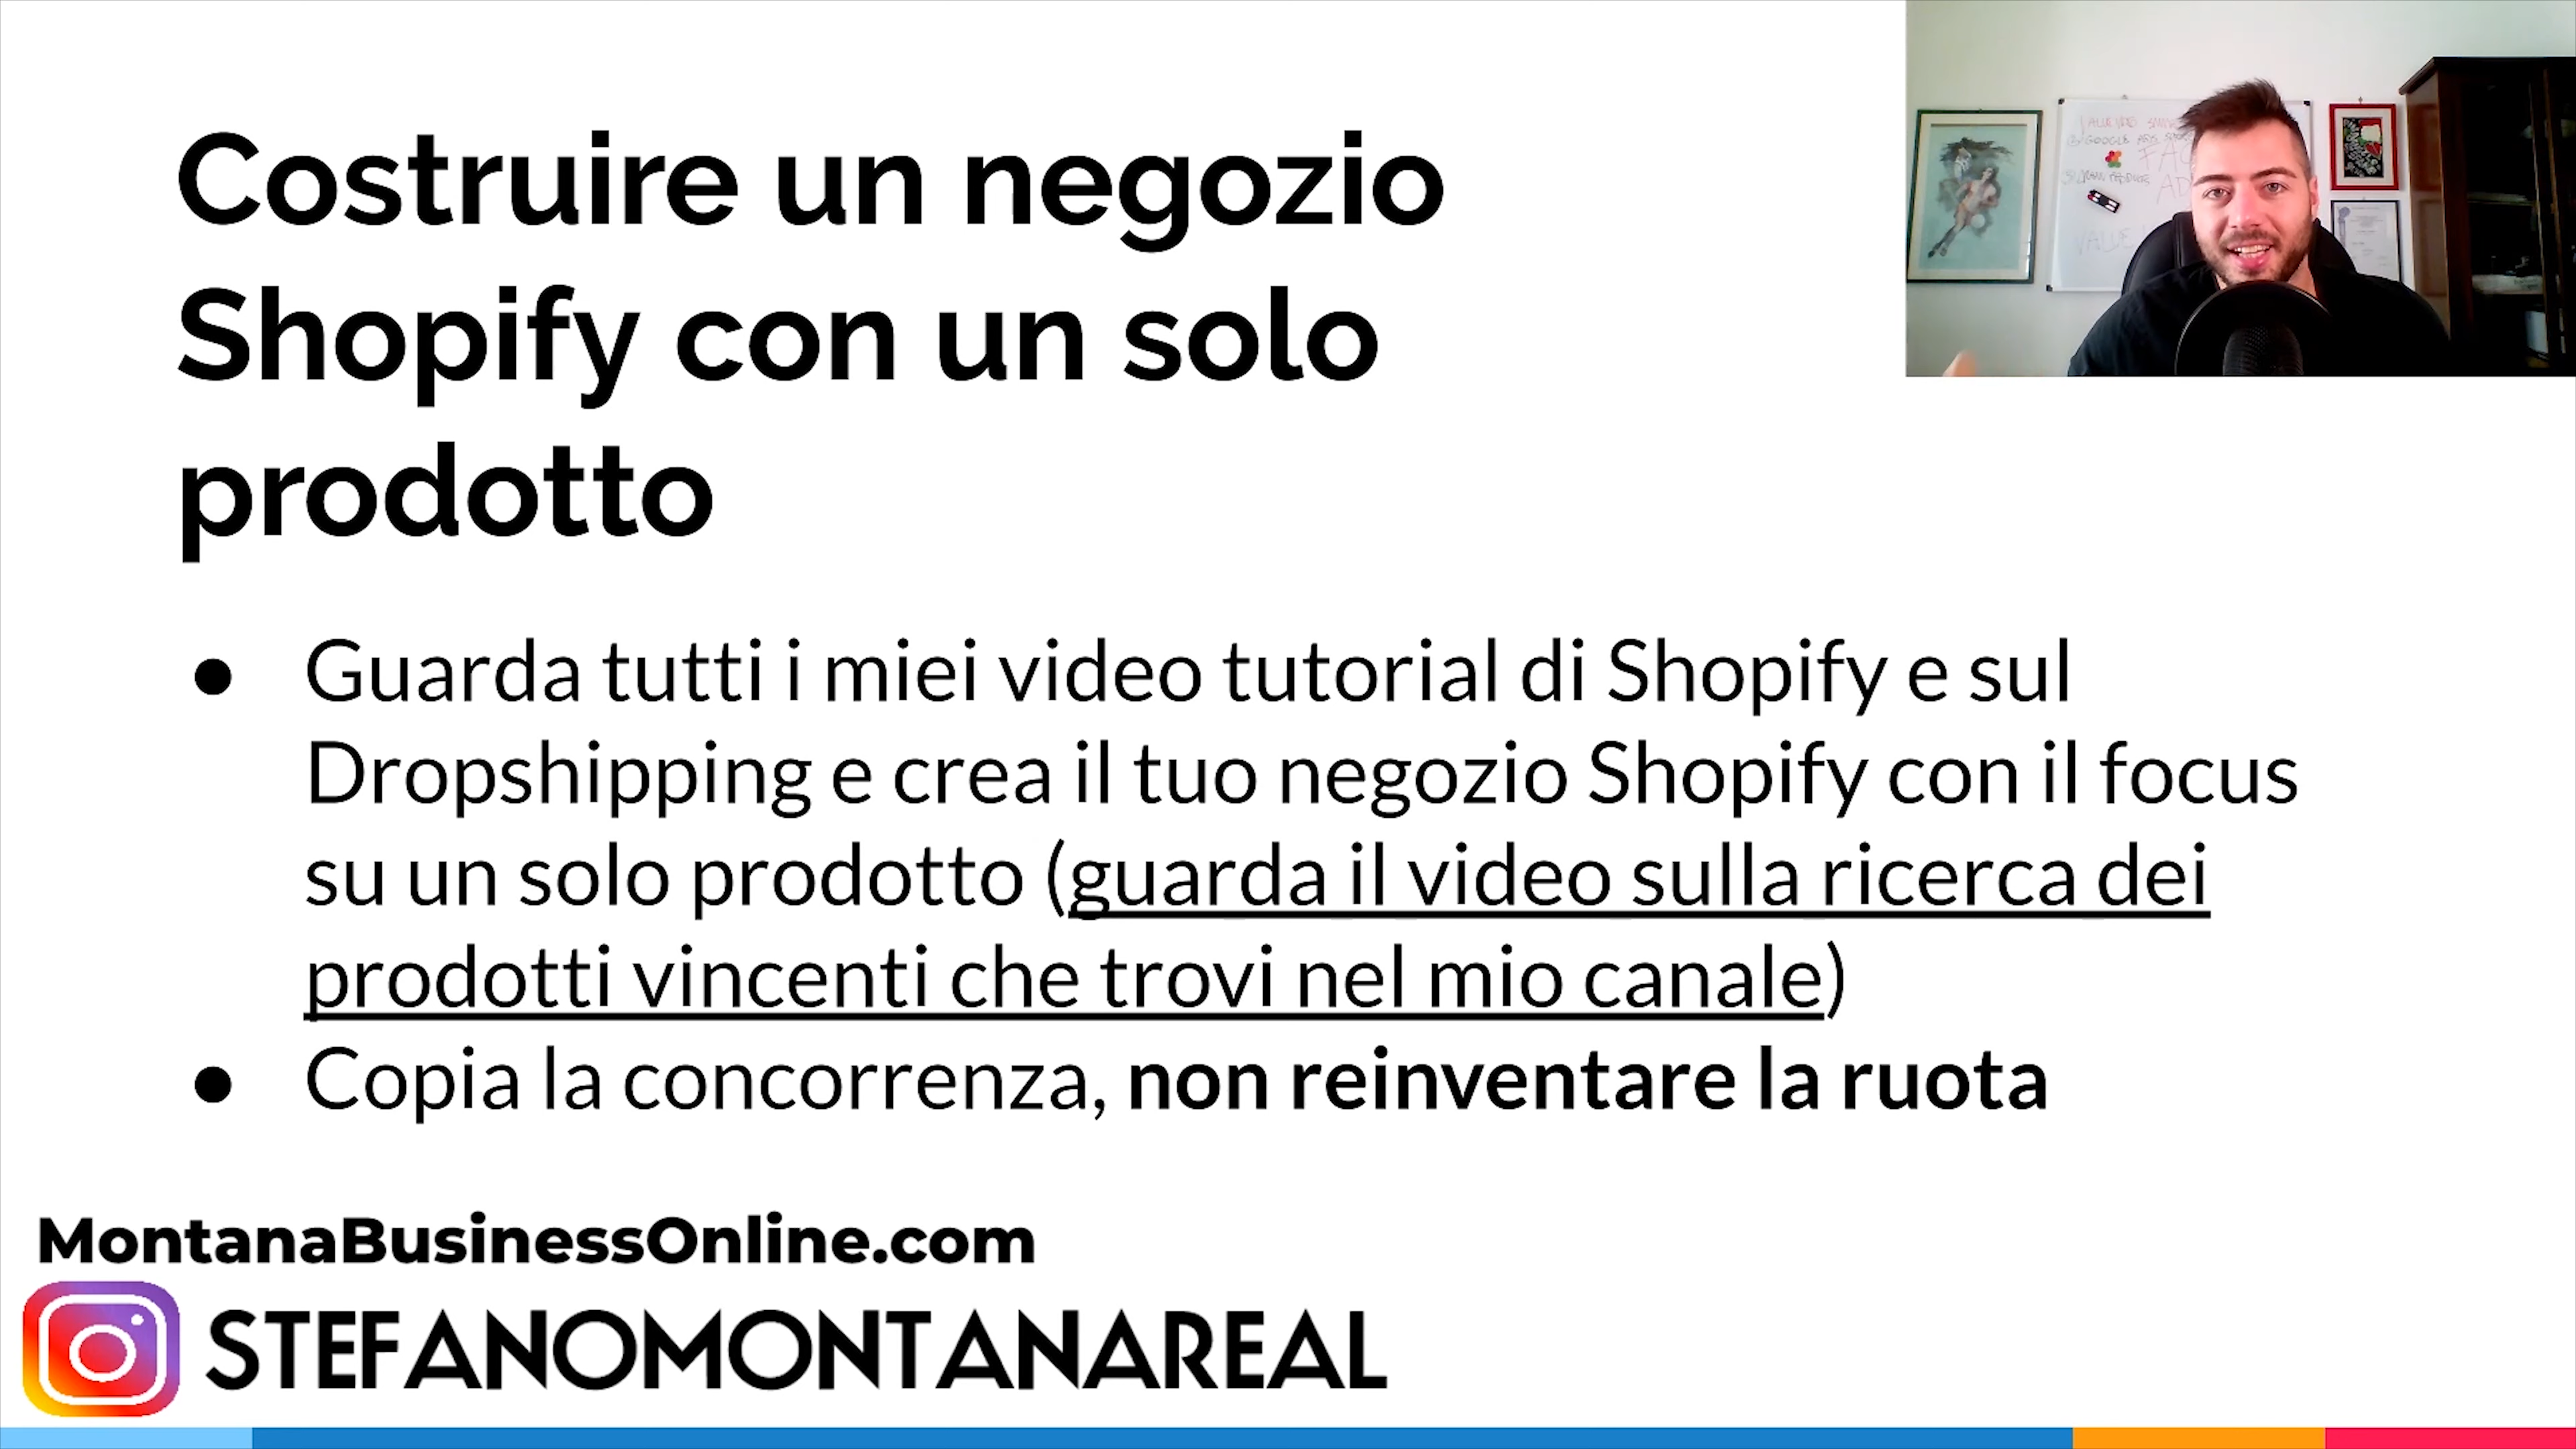 Costruire un negozio
Shopify con un solo
prodotto
● Guarda tutti i miei video tutorial di Shopify e sul
Dropshipping e crea il tuo negozio Shopify con il focus
su un solo prodotto (guarda il video sulla ricerca dei
prodotti vincenti che trovi nel mio canale)
● Copia la concorrenza, non reinventare la ruota
MontanaBusinessOnline.com
STEFANOMONTANAREAL
VALUE
GOOGLE